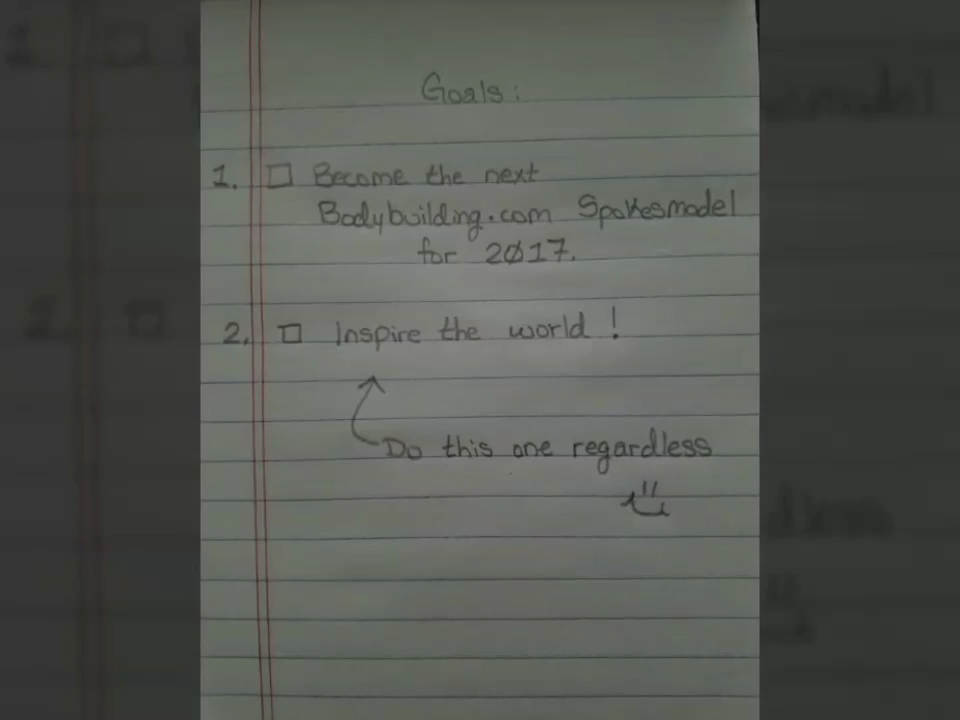 Goals:
1. Become the next
Bodybuilding.com Spokesmodel
for 2017.
2. Inspire the world!
Do this one regardless